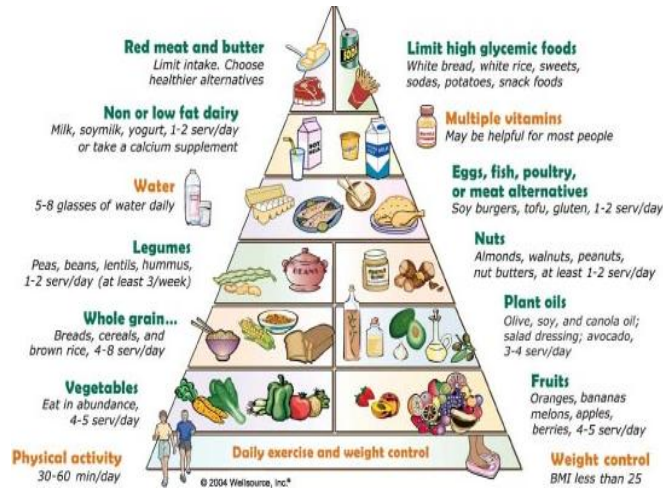 Red meat and butter
Limit intake. Choose
healthier alternatives
Limit high glycemic foods
White bread, white rice, sweets,
sodas, potatoes, snack foods
Non or low fat dairy
Milk, soymilk, yogurt, 1-2 serv/day
or take a calcium supplement
Multiple vitamins
May be helpful for most people
Water
5-8 glasses of water daily
Eggs, fish, poultry,
or meat alternatives
Soy burgers, tofu, gluten, 1-2 serv/day
Legumes
Peas, beans, lentils, hummus,
1-2 serv/day (at least 3/week)
BEANS
Nuts
Almonds, walnuts, peanuts,
nut butters, at least 1-2 serv/day
Whole grain...
Breads, cereals, and
brown rice, 4-8 serv/day
Plant oils
Olive, soy, and canola oil;
salad dressing; avocado,
3-4 serv/day
Vegetables
Eat in abundance,
4-5 serv/day
Fruits
Oranges, bananas
melons, apples,
berries, 4-5 serv/day
Physical activity
30-60 min/day
Daily exercise and weight control
Weight control
BMI less than 25
© 2004 Wellsource, Inc.®